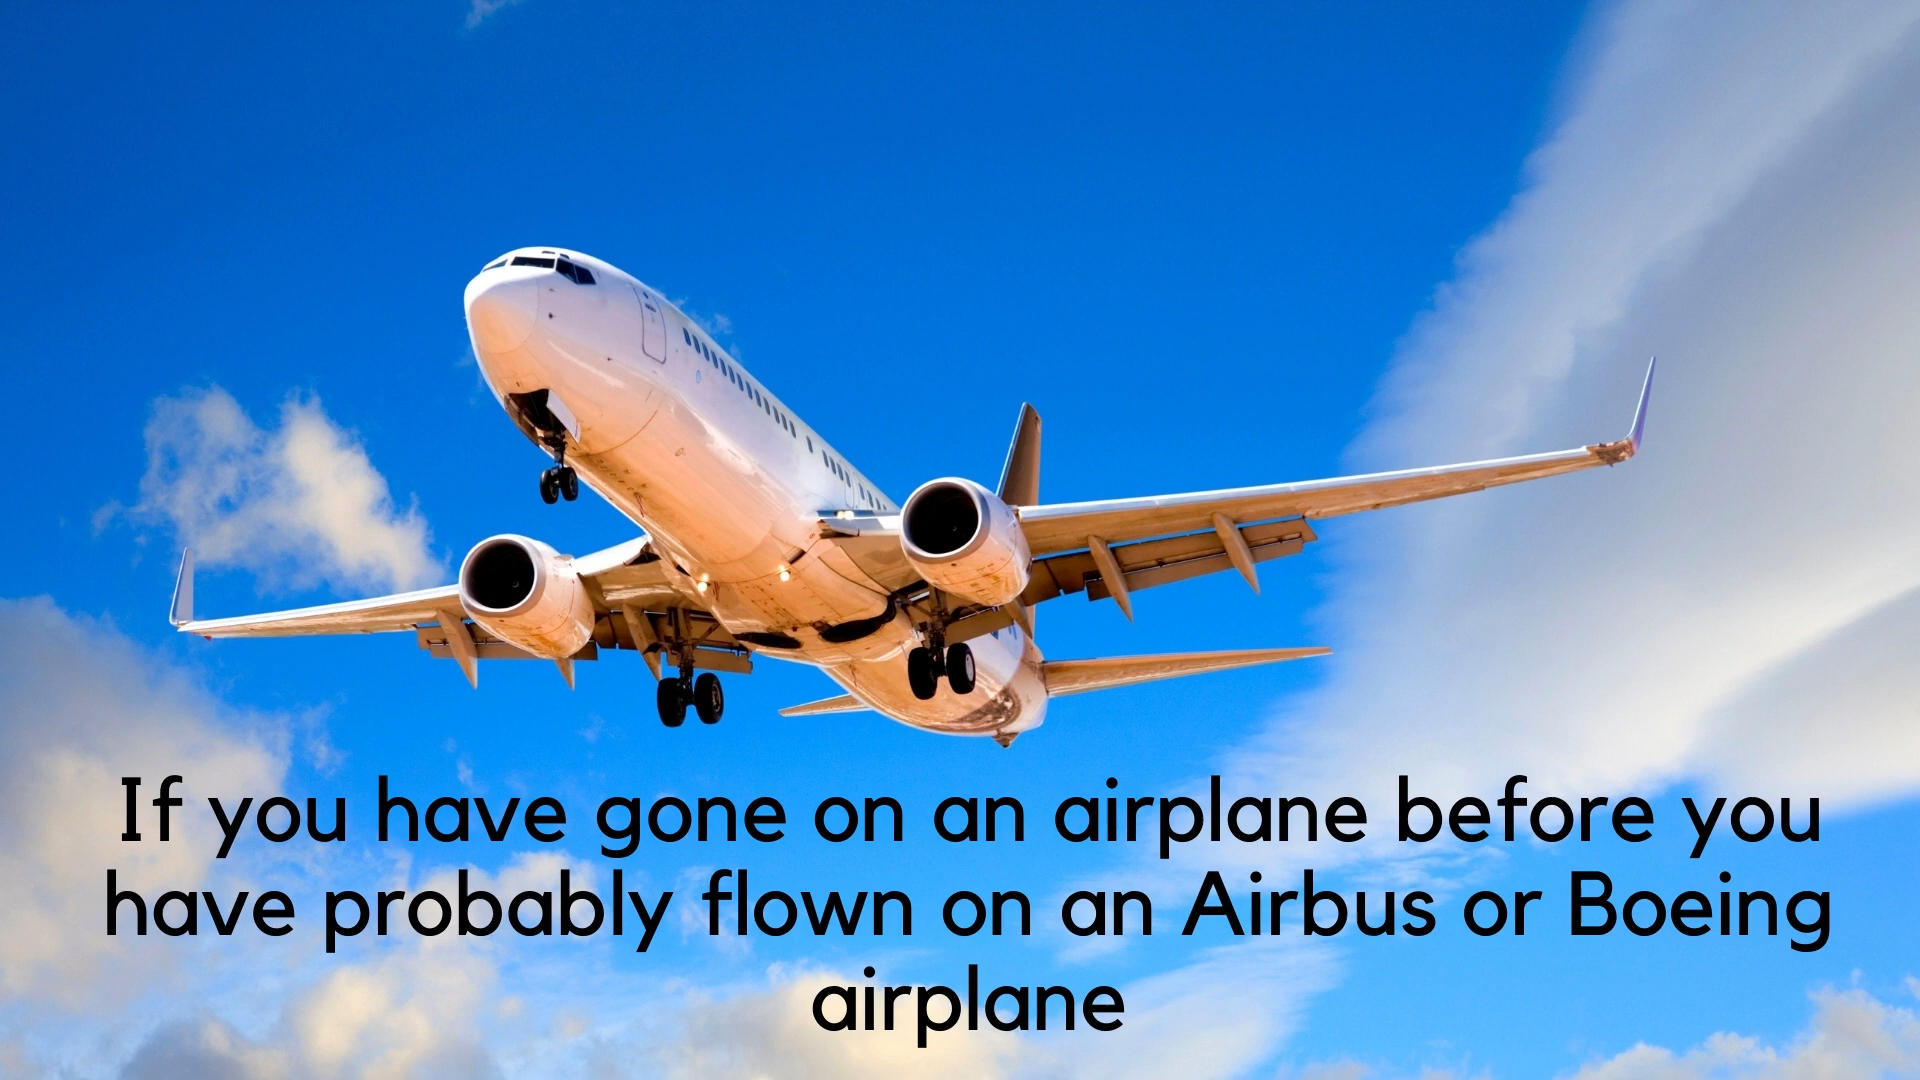 If you have gone on an airplane before you
have probably flown on an Airbus or Boeing
airplane